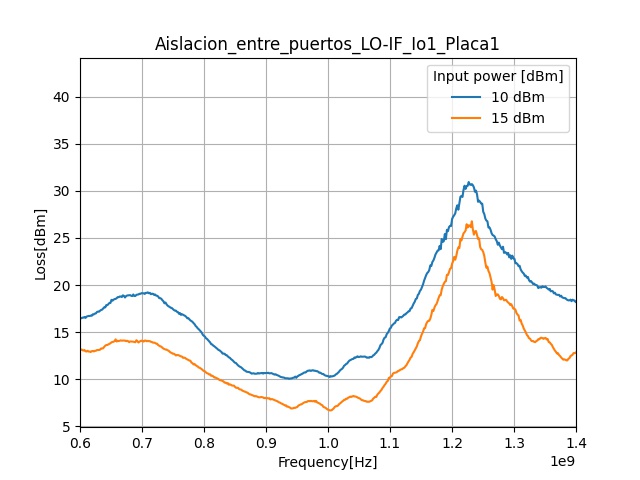 Aislacion_entre_puertos_LO-IF_Io1_Placa1
Input power [dBm]
10 dBm
15 dBm
Loss[dBm]
40
35
30
25
20
15
10
5
0.6 0.7 0.8 0.9 1.0 1.1 1.2 1.3 1.4
1e9
Frequency[Hz]